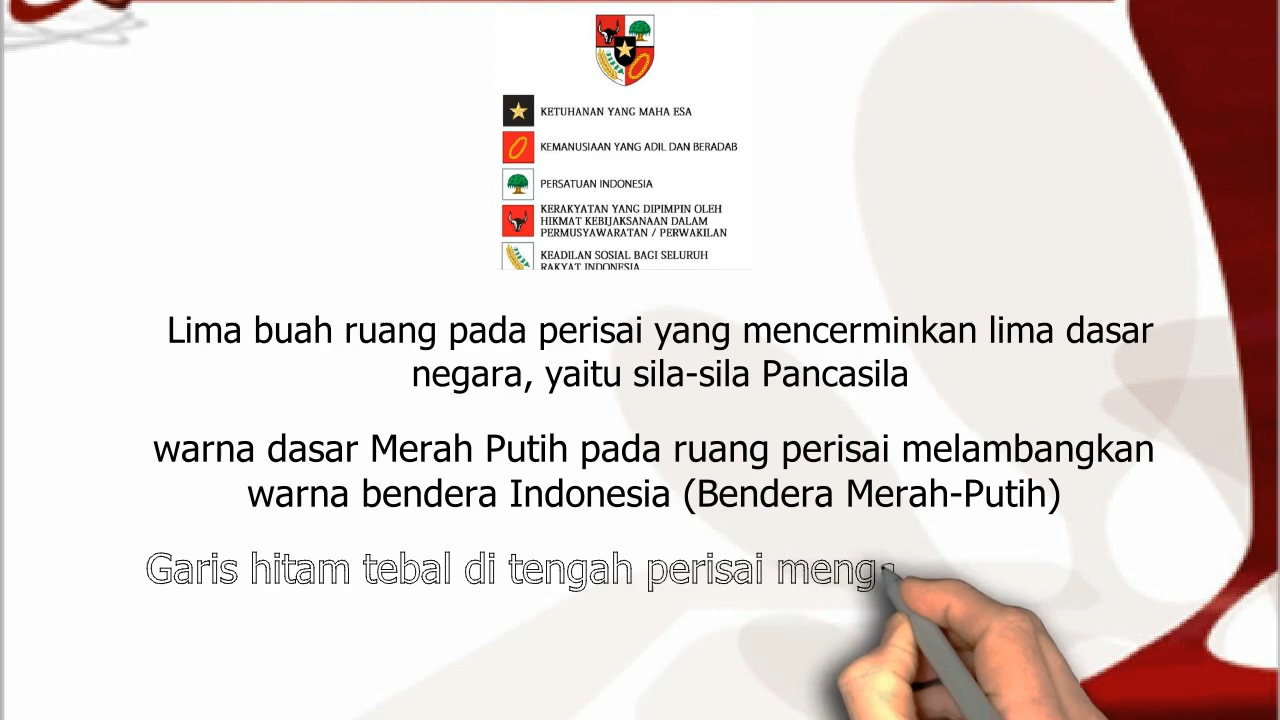 KETUHANAN YANG MAHA ESA
KEMANUSIAAN YANG ADIL DAN BERADAB
PERSATUAN INDONESIA
KERAKYATAN YANG DIPIMPIN OLEH
HIKMAT KEBIJAKSANAAN DALAM
PERMUSYAWARATAN / PERWAKILAN
KEADILAN SOSIAL BAGI SELURUH
RAKYAT INDONESIA
Lima buah ruang pada perisai yang mencerminkan lima dasar
negara, yaitu sila-sila Pancasila
warna dasar Merah Putih pada ruang perisai melambangkan
warna bendera Indonesia (Bendera Merah-Putih)
Garis hitam tebal di tengah perisai meng